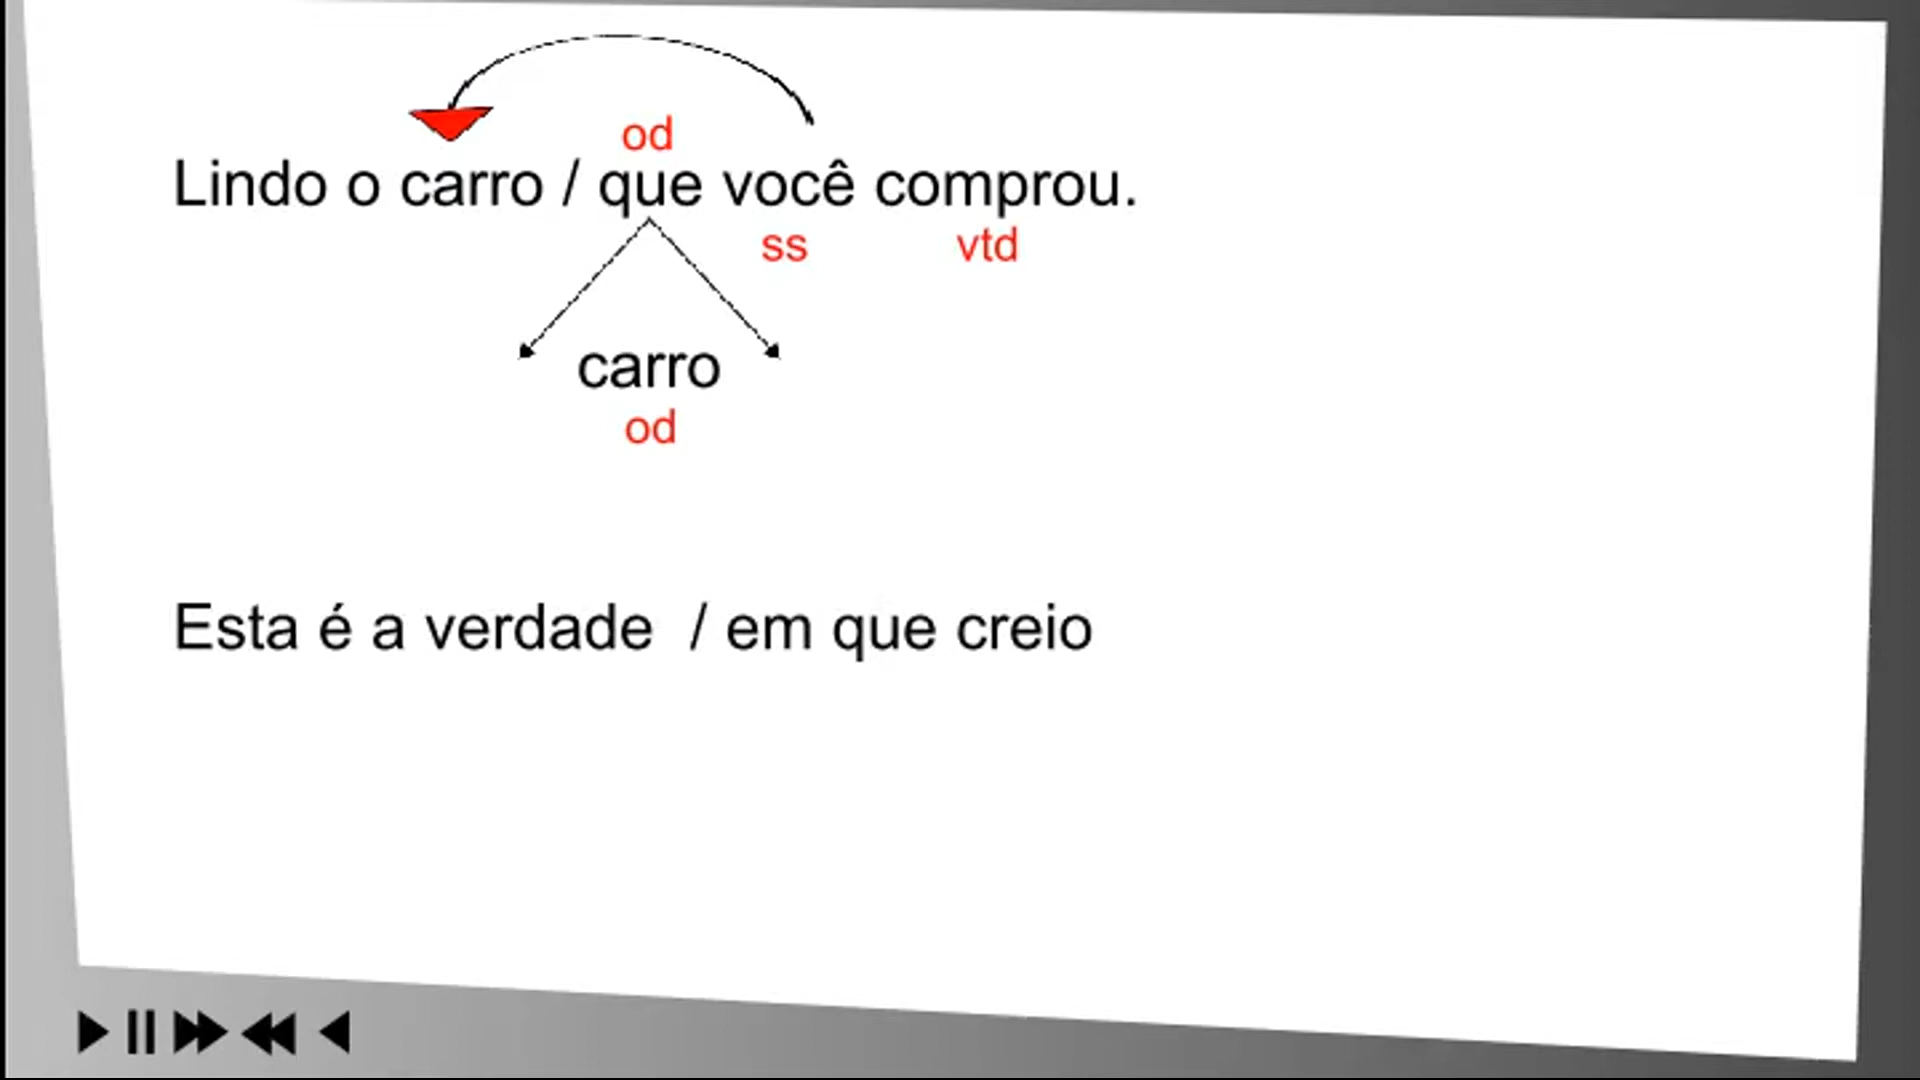 od
Lindo o carro / que você comprou.
ss vtd
carro
od
Esta é a verdade / em que creio